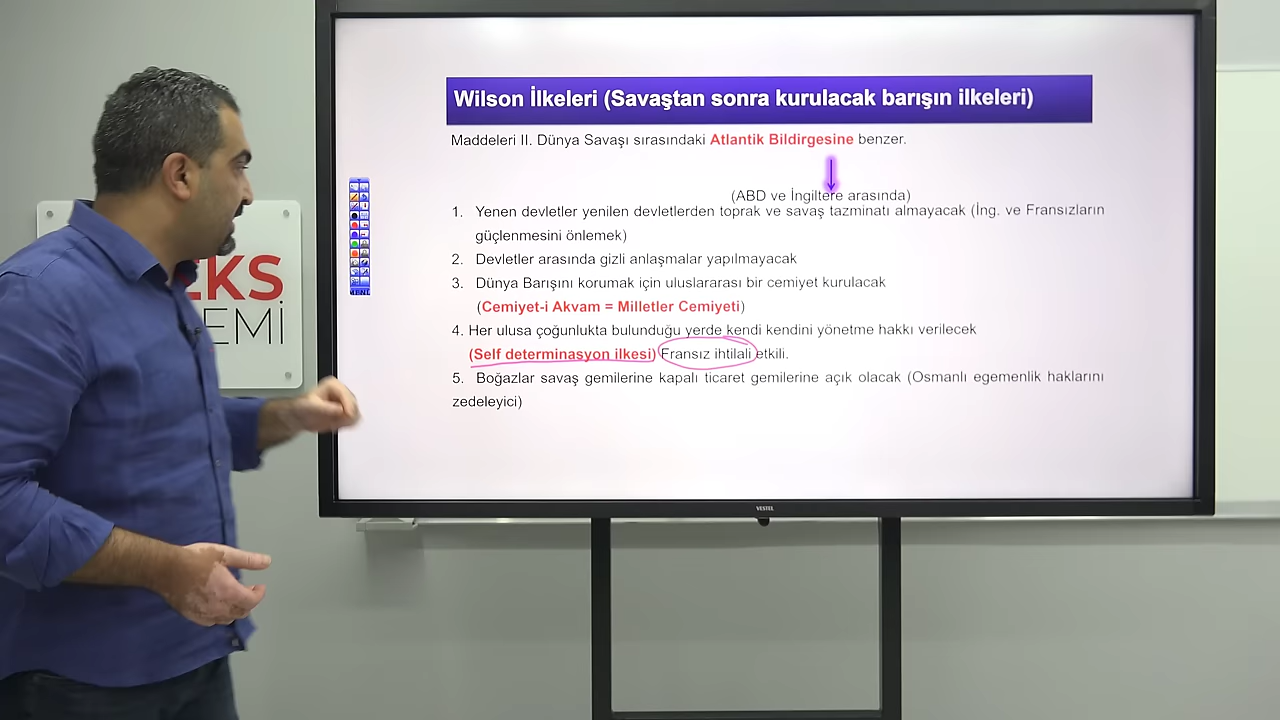 Wilson İlkeleri (Savaştan sonra kurulacak barışın ilkeleri)
Maddeleri II. Dünya Savaşı sırasındaki Atlantik Bildirgesine benzer.
(ABD ve İngiltere arasında)
1. Yenen devletler yenilen devletlerden toprak ve savaş tazminatı almayacak (İng. ve Fransızların
güçlenmesini önlemek)
2. Devletler arasında gizli anlaşmalar yapılmayacak
3. Dünya Barışını korumak için uluslararası bir cemiyet kurulacak
(Cemiyet-i Akvam = Milletler Cemiyeti)
4. Her ulusa çoğunlukta bulunduğu yerde kendi kendini yönetme hakkı verilecek
(Self determinasyon ilkesi) Fransız ihtilali etkili.
5. Boğazlar savaş gemilerine kapalı ticaret gemilerine açık olacak (Osmanlı egemenlik haklarını
zedeleyici)
EKS
EMİ
VESTEL